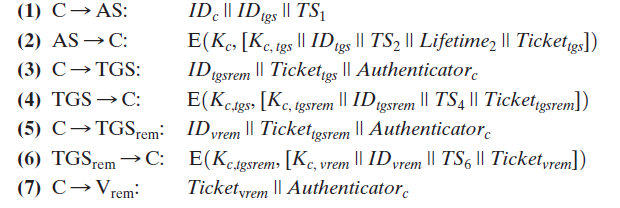 (1) C → AS: ID_c || ID_tgs || TS_1
(2) AS → C: E(K_c, [K_c, tgs || ID_tgs || TS_2 || Lifetime_2 || Ticket_tgs])
(3) C → TGS: ID_tgsrem || Ticket_tgs || Authenticator_c
(4) TGS → C: E(K_c,tgs, [K_c, tgsrem || ID_tgsrem || TS_4 || Ticket_tgsrem])
(5) C → TGS_rem: ID_vrem || Ticket_tgsrem || Authenticator_c
(6) TGS_rem → C: E(K_c,tgsrem, [K_c, vrem || ID_vrem || TS_6 || Ticket_vrem])
(7) C → V_rem: Ticket_vrem || Authenticator_c